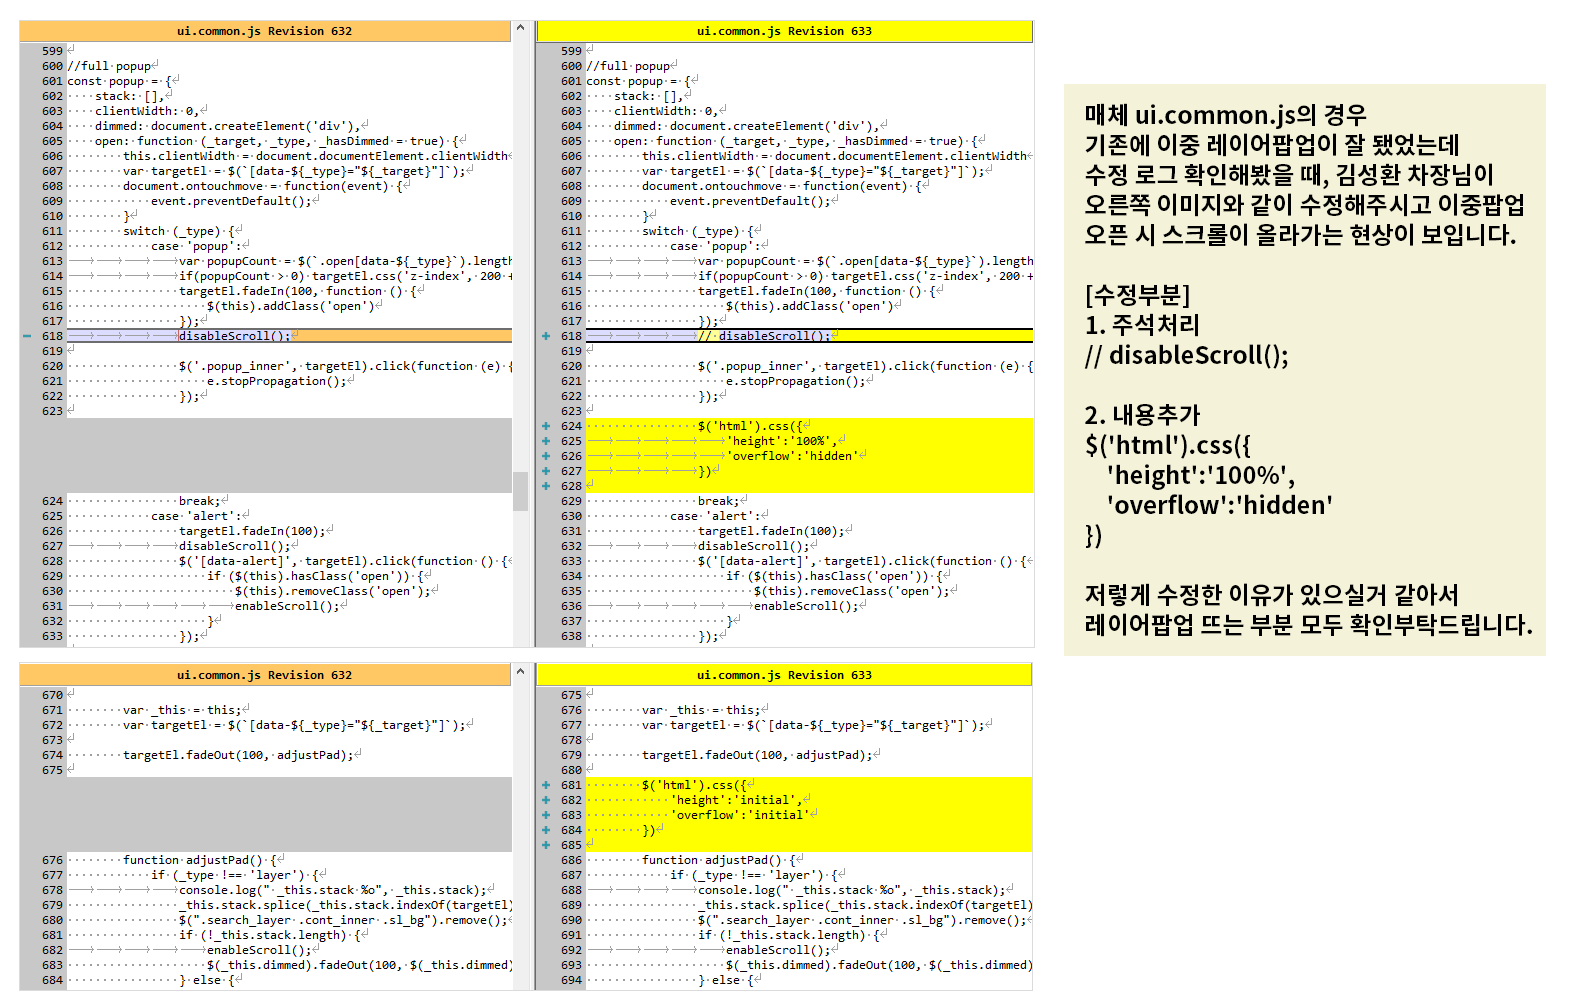 ui.common.js Revision 632
599
600 //full popup
601 const popup = {
602 stack: [],
603 clientWidth: 0,
604 dimmed: document.createElement('div'),
605 open: function (_target, _type, _hasDimmed = true) {
606 this.clientWidth = document.documentElement.clientWidth
607 var targetEl = $(`[data-${_type}="${_target}"]`);
608 document.ontouchmove = function(event) {
609 event.preventDefault();
610 }
611 switch (_type) {
612 case 'popup':
613 var popupCount = $(`.open[data-${_type}`).length
614 if(popupCount > 0) targetEl.css('z-index', 200 +
615 targetEl.fadeIn(100, function () {
616 $(this).addClass('open')
617 });
618 disableScroll();
619
620 $('.popup_inner', targetEl).click(function (e) {
621 e.stopPropagation();
622 });
623
624 break;
625 case 'alert':
626 targetEl.fadeIn(100);
627 disableScroll();
628 $('[data-alert]', targetEl).click(function () {
629 if ($(this).hasClass('open')) {
630 $(this).removeClass('open');
631 enableScroll();
632 }
633 });
ui.common.js Revision 633
599
600 //full popup
601 const popup = {
602 stack: [],
603 clientWidth: 0,
604 dimmed: document.createElement('div'),
605 open: function (_target, _type, _hasDimmed = true) {
606 this.clientWidth = document.documentElement.clientWidth
607 var targetEl = $(`[data-${_type}="${_target}"]`);
608 document.ontouchmove = function(event) {
609 event.preventDefault();
610 }
611 switch (_type) {
612 case 'popup':
613 var popupCount = $(`.open[data-${_type}`).length
614 if(popupCount > 0) targetEl.css('z-index', 200 +
615 targetEl.fadeIn(100, function () {
616 $(this).addClass('open')
617 });
618 // disableScroll();
619
620 $('.popup_inner', targetEl).click(function (e) {
621 e.stopPropagation();
622 });
623
624 $('html').css({
625 'height':'100%',
626 'overflow':'hidden'
627 })
628
629 break;
630 case 'alert':
631 targetEl.fadeIn(100);
632 disableScroll();
633 $('[data-alert]', targetEl).click(function () {
634 if ($(this).hasClass('open')) {
635 $(this).removeClass('open');
636 enableScroll();
637 }
638 });
매체 ui.common.js의 경우
기존에 이중 레이어팝업이 잘 됐었는데
수정 로그 확인해봤을 때, 김성환 차장님이
오른쪽 이미지와 같이 수정해주시고 이중팝업
오픈 시 스크롤이 올라가는 현상이 보입니다.
[수정부분]
1. 주석처리
// disableScroll();
2. 내용추가
$('html').css({
'height':'100%',
'overflow':'hidden'
})
저렇게 수정한 이유가 있으실거 같아서
레이어팝업 뜨는 부분 모두 확인부탁드립니다.
ui.common.js Revision 632
670
671 var _this = this;
672 var targetEl = $(`[data-${_type}="${_target}"]`);
673
674 targetEl.fadeOut(100, adjustPad);
675
676 function adjustPad() {
677 if (_type !== 'layer') {
678 console.log(" _this.stack %o", _this.stack);
679 _this.stack.splice(_this.stack.indexOf(targetEl)
680 $(".search_layer .cont_inner .sl_bg").remove();
681 if (!_this.stack.length) {
682 enableScroll();
683 $(_this.dimmed).fadeOut(100, $(_this.dimmed)
684 } else {
ui.common.js Revision 633
675
676 var _this = this;
677 var targetEl = $(`[data-${_type}="${_target}"]`);
678
679 targetEl.fadeOut(100, adjustPad);
680
681 $('html').css({
682 'height':'initial',
683 'overflow':'initial'
684 })
685
686 function adjustPad() {
687 if (_type !== 'layer') {
688 console.log(" _this.stack %o", _this.stack);
689 _this.stack.splice(_this.stack.indexOf(targetEl)
690 $(".search_layer .cont_inner .sl_bg").remove();
691 if (!_this.stack.length) {
692 enableScroll();
693 $(_this.dimmed).fadeOut(100, $(_this.dimmed)
694 } else {